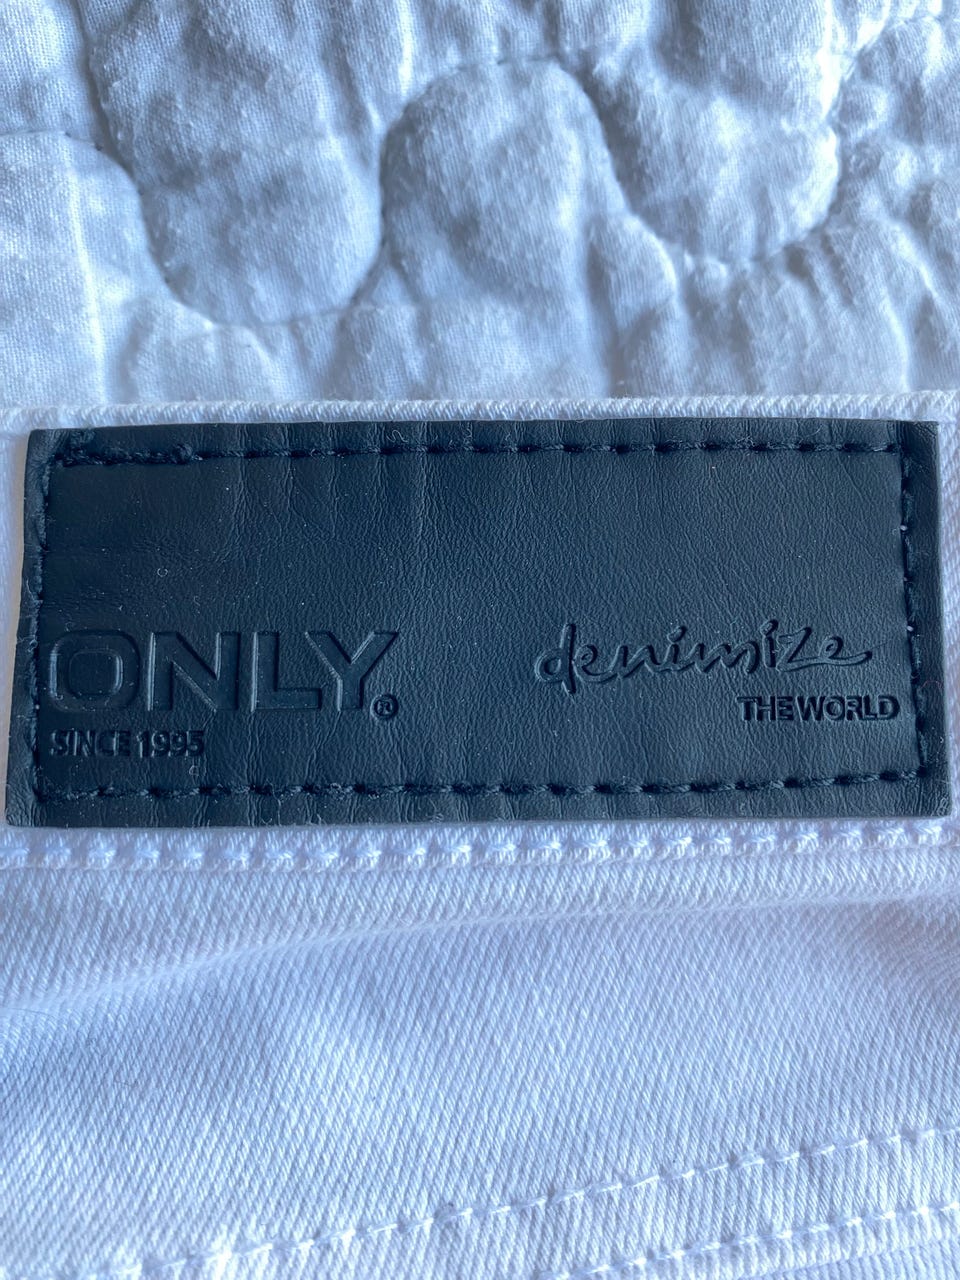 ONLY®
SINCE 1995
denimize
THE WORLD